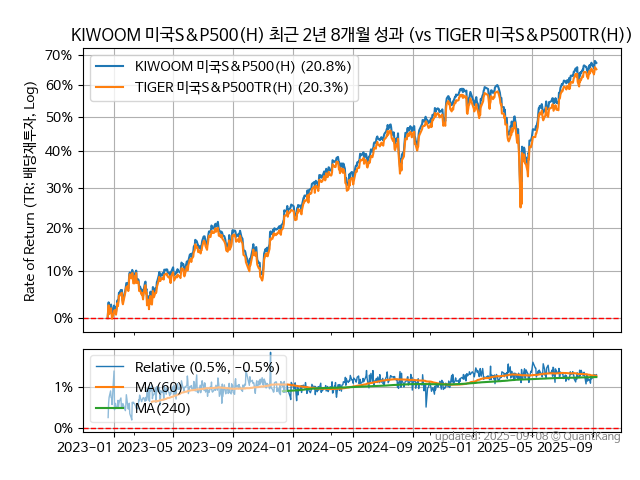 KIWOOM 미국S&P500(H) 최근 2년 8개월 성과 (vs TIGER 미국S&P500TR(H))
Rate of Return (TR: 배당재투자, Log)
70%
60%
50%
40%
30%
20%
10%
0%
KIWOOM 미국S&P500(H) (20.8%)
TIGER 미국S&P500TR(H) (20.3%)
1%
0%
Relative (0.5%, -0.5%)
MA(60)
MA(240)
2023-01 2023-05 2023-09 2024-01 2024-05 2024-09 2025-01 2025-05 2025-09
updated: 2025-09-08 © QuantKang